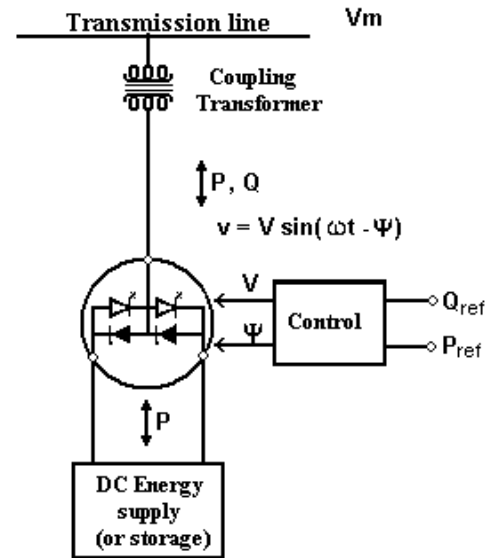 Transmission line
Vm
Coupling
Transformer
P, Q
v = V sin( ωt - Ψ)
V
Ψ
Control
Qref
Pref
P
DC Energy
supply
(or storage)